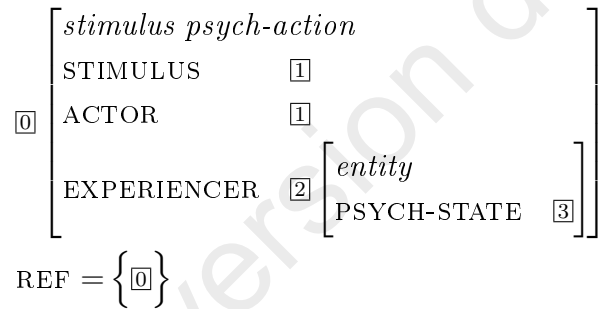 stimulus psych-action
STIMULUS 1
ACTOR 1
0
EXPERIENCER 2 entity
PSYCH-STATE 3
REF = {0}